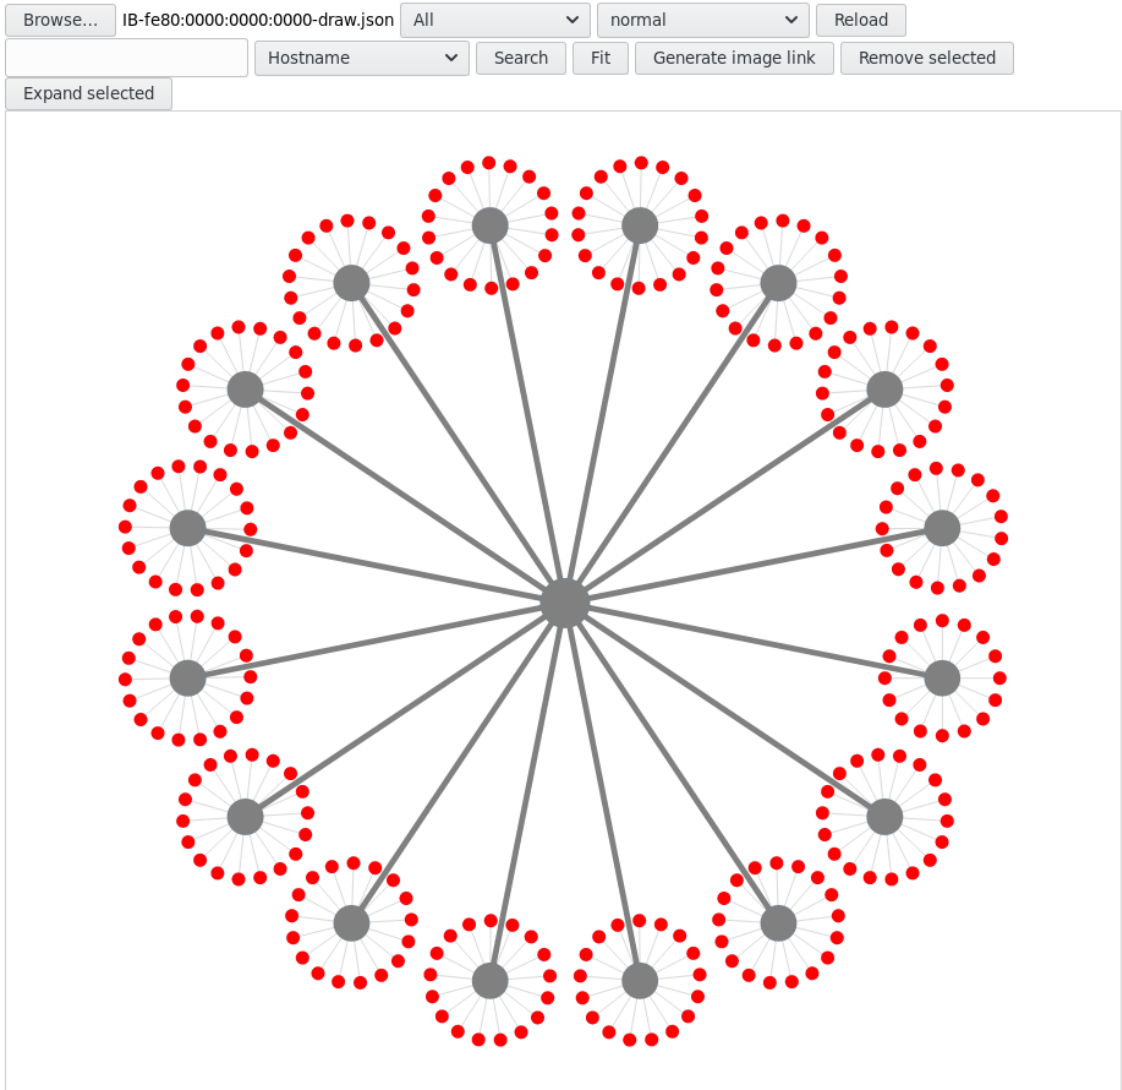 Browse... IB-fe80:0000:0000:0000-draw.json All normal Reload
Hostname Search Fit Generate image link Remove selected
Expand selected